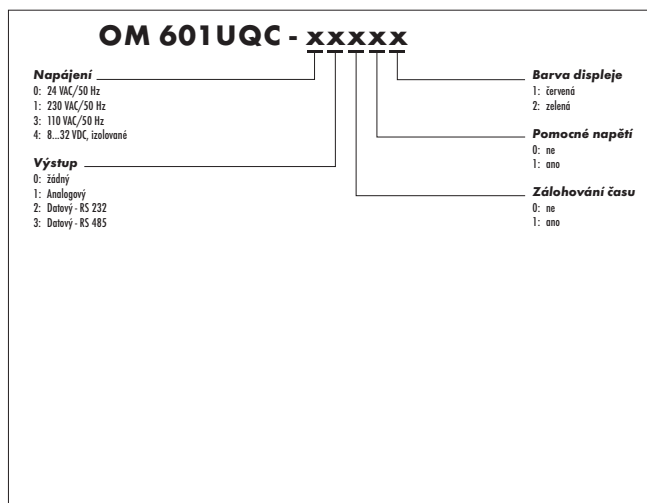 OM 601UQC - xxxxx
Napájení
0: 24 VAC/50 Hz
1: 230 VAC/50 Hz
3: 110 VAC/50 Hz
4: 8...32 VDC, izolované
Výstup
0: žádný
1: Analogový
2: Datový - RS 232
3: Datový - RS 485
Barva displeje
1: červená
2: zelená
Pomocné napětí
0: ne
1: ano
Zálohování času
0: ne
1: ano